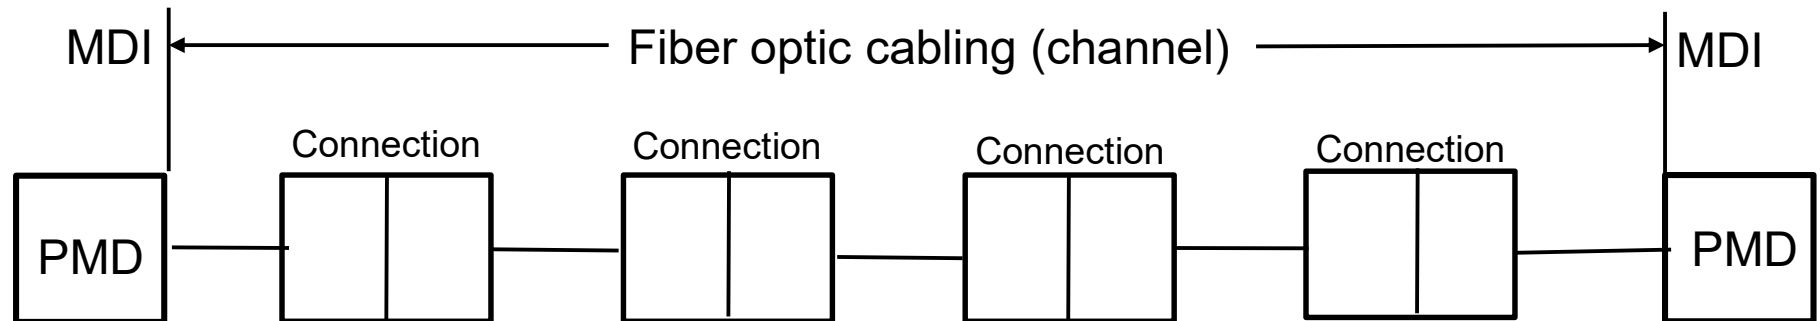 MDI Fiber optic cabling (channel) MDI
Connection Connection Connection Connection
PMD PMD